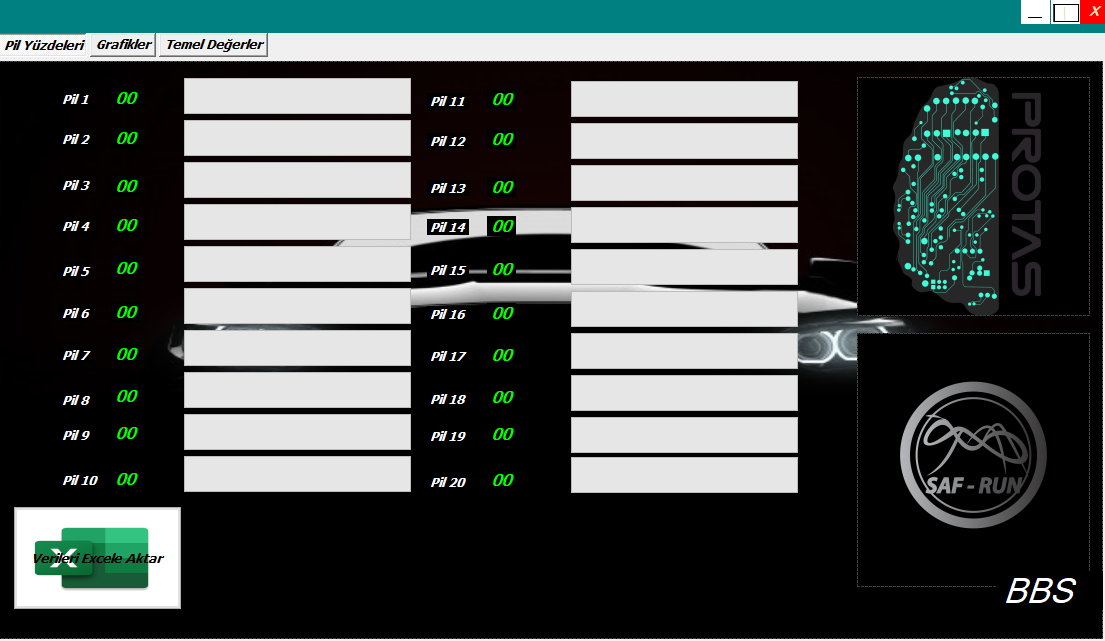 X
Pil Yüzdeleri Grafikler Temel Değerler
Pil 1 00
Pil 2 00
Pil 3 00
Pil 4 00
Pil 5 00
Pil 6 00
Pil 7 00
Pil 8 00
Pil 9 00
Pil 10 00
Pil 11 00
Pil 12 00
Pil 13 00
Pil 14 00
Pil 15 00
Pil 16 00
Pil 17 00
Pil 18 00
Pil 19 00
Pil 20 00
PROTAS
SAF - RUN
X
Verileri Excele Aktar
BBS